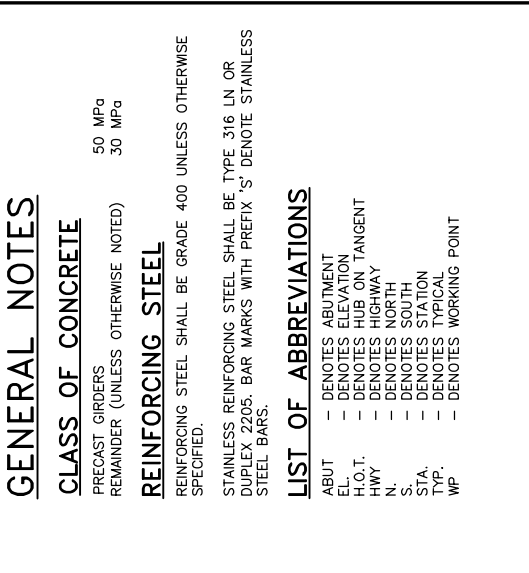 GENERAL NOTES
CLASS OF CONCRETE
PRECAST GIRDERS 50 MPa
REMAINDER (UNLESS OTHERWISE NOTED) 30 MPa
REINFORCING STEEL
REINFORCING STEEL SHALL BE GRADE 400 UNLESS OTHERWISE
SPECIFIED.
STAINLESS REINFORCING STEEL SHALL BE TYPE 316 LN OR
DUPLEX 2205. BAR MARKS WITH PREFIX 'S' DENOTE STAINLESS
STEEL BARS.
LIST OF ABBREVIATIONS
ABUT – DENOTES ABUTMENT
EL. – DENOTES ELEVATION
H.O.T. – DENOTES HUB ON TANGENT
HWY – DENOTES HIGHWAY
N. – DENOTES NORTH
S. – DENOTES SOUTH
STA. – DENOTES STATION
TYP. – DENOTES TYPICAL
WP – DENOTES WORKING POINT